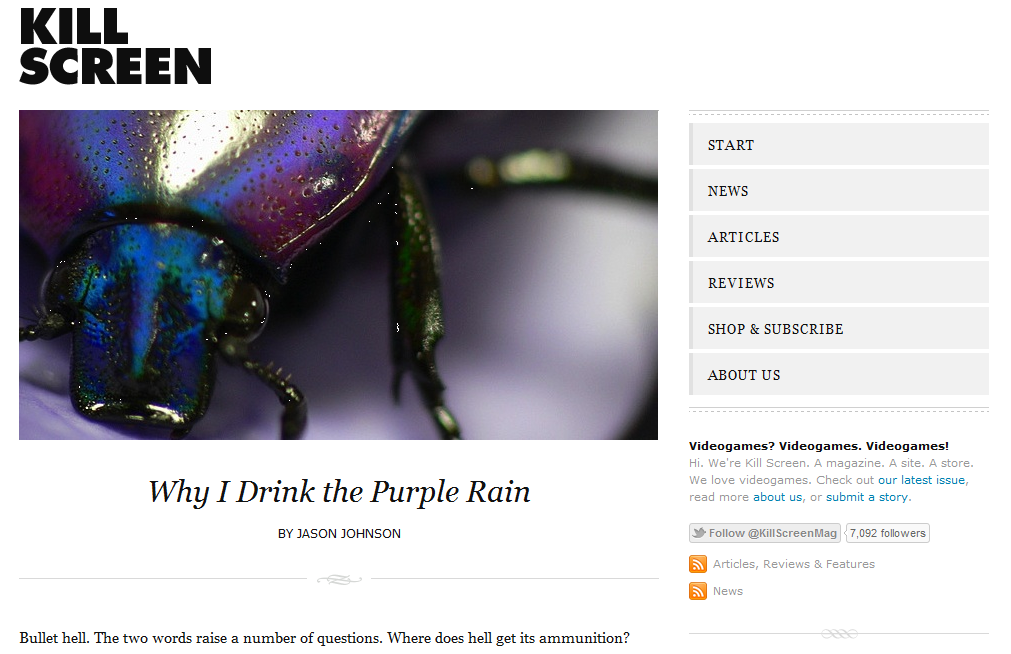 KILL
SCREEN
Why I Drink the Purple Rain
BY JASON JOHNSON
Bullet hell. The two words raise a number of questions. Where does hell get its ammunition?
START
NEWS
ARTICLES
REVIEWS
SHOP & SUBSCRIBE
ABOUT US
Videogames? Videogames. Videogames!
Hi. We're Kill Screen. A magazine. A site. A store.
We love videogames. Check out our latest issue,
read more about us, or submit a story.
Follow @KillScreenMag 7,092 followers
Articles, Reviews & Features
News